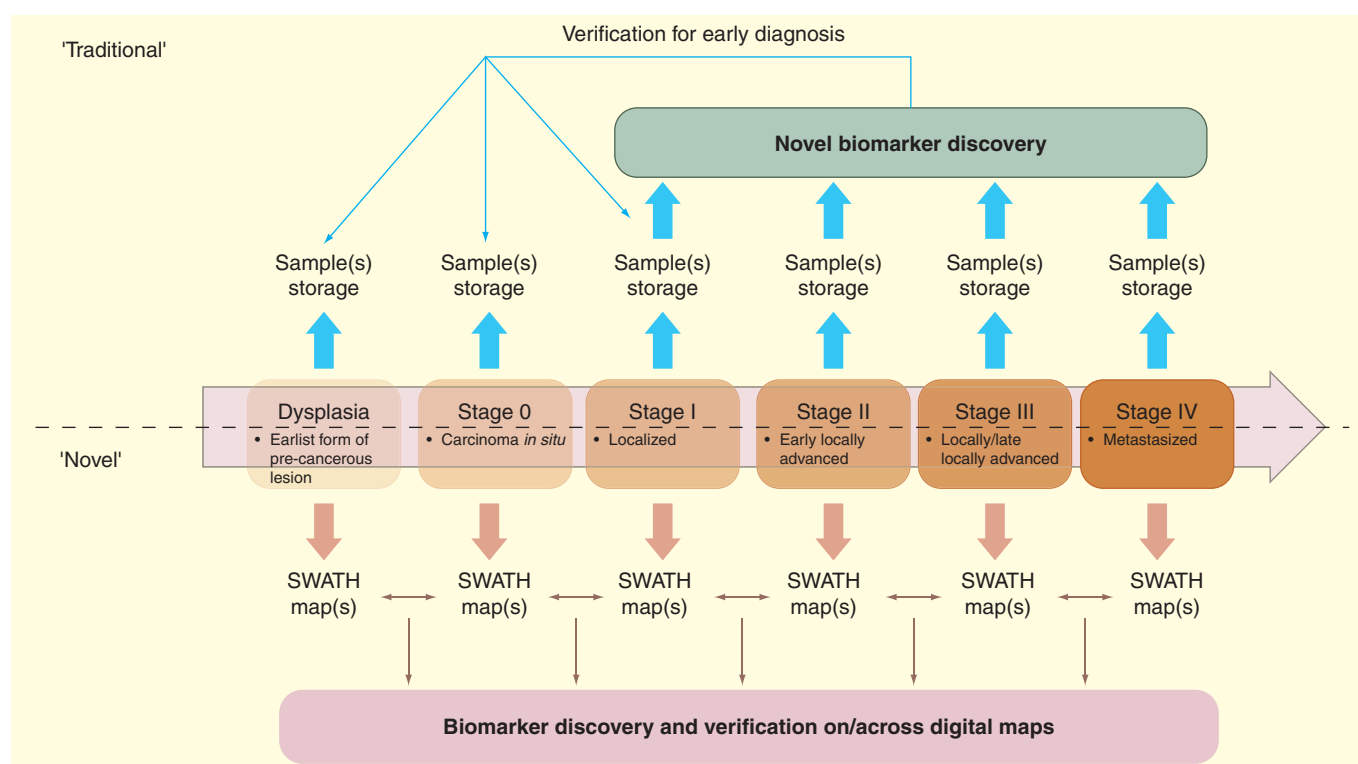 Verification for early diagnosis
'Traditional'
Novel biomarker discovery
Sample(s)
storage
Sample(s)
storage
Sample(s)
storage
Sample(s)
storage
Sample(s)
storage
Sample(s)
storage
Dysplasia
• Earlist form of
pre-cancerous
lesion
Stage 0
• Carcinoma in situ
Stage I
• Localized
Stage II
• Early locally
advanced
Stage III
• Locally/late
locally advanced
Stage IV
• Metastasized
'Novel'
SWATH
map(s)
SWATH
map(s)
SWATH
map(s)
SWATH
map(s)
SWATH
map(s)
SWATH
map(s)
Biomarker discovery and verification on/across digital maps